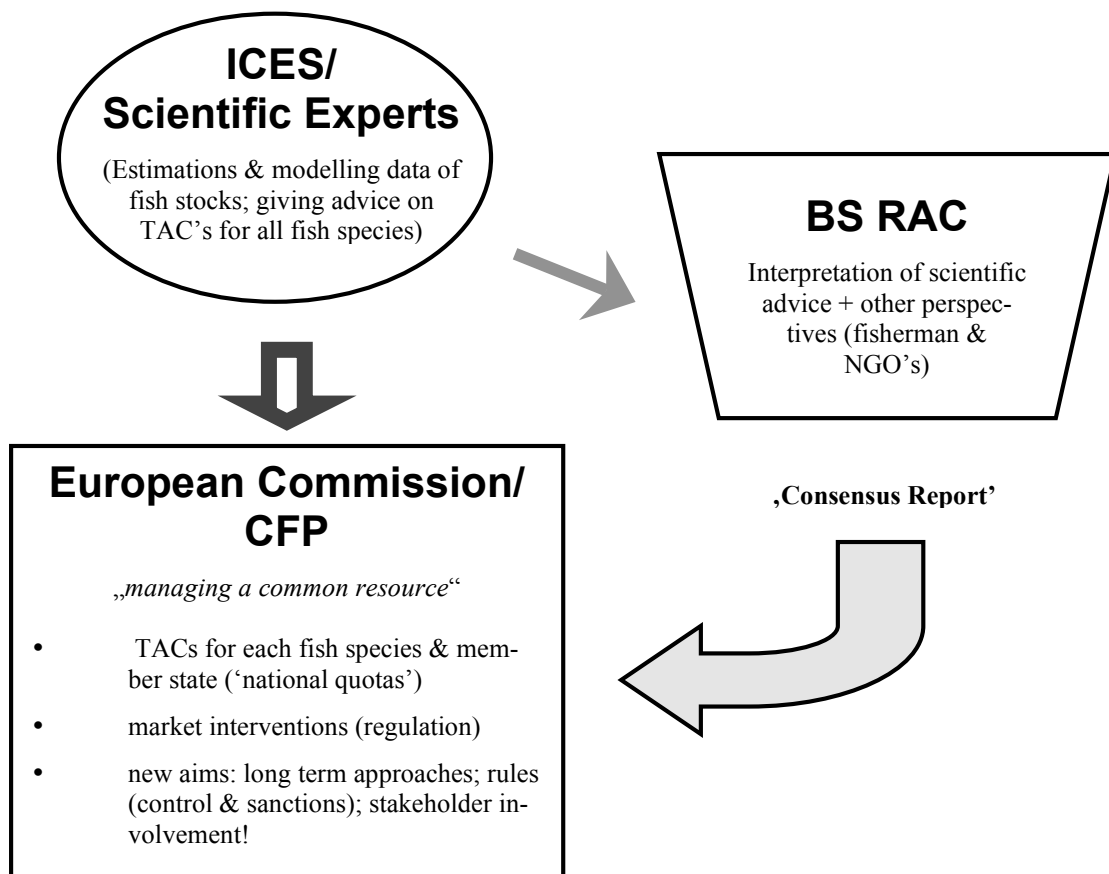 ICES/
Scientific Experts
(Estimations & modelling data of
fish stocks; giving advice on
TAC’s for all fish species)
BS RAC
Interpretation of scientific
advice + other perspec-
tives (fisherman &
NGO’s)
‚Consensus Report’
European Commission/
CFP
„managing a common resource“
• TACs for each fish species & mem-
ber state (‘national quotas’)
• market interventions (regulation)
• new aims: long term approaches; rules
(control & sanctions); stakeholder in-
volvement!